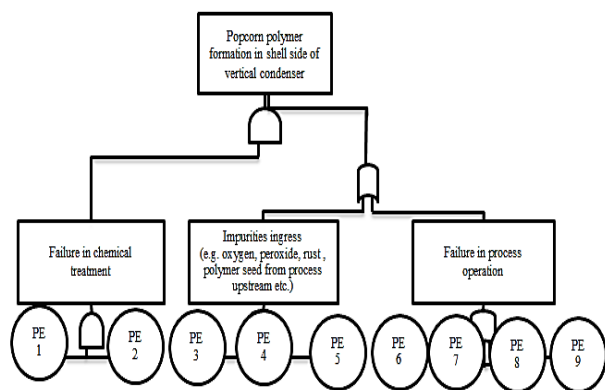 Popcorn polymer
formation in shell side of
vertical condenser
Failure in chemical
treatment
Impurities ingress
(e.g. oxygen, peroxide, rust ,
polymer seed from process
upstream etc.)
Failure in process
operation
PE
1
PE
2
PE
3
PE
4
PE
5
PE
6
PE
7
PE
8
PE
9